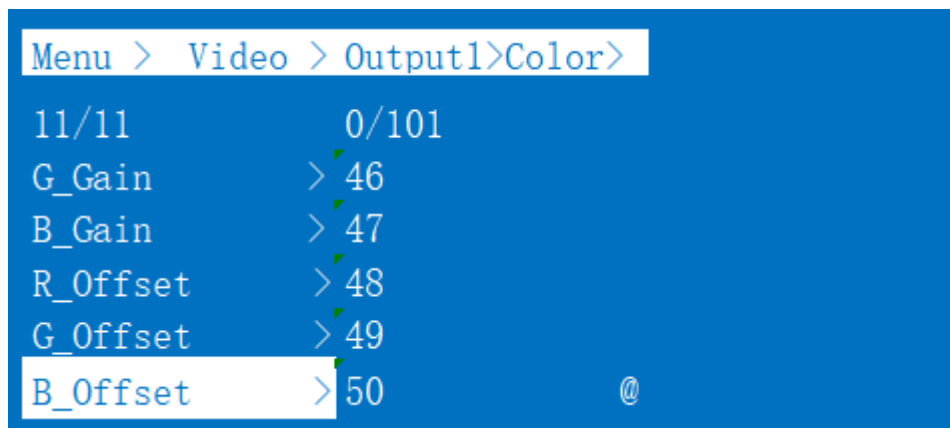 Menu > Video > Output1>Color>
11/11 0/101
G_Gain > 46
B_Gain > 47
R_Offset > 48
G_Offset > 49
B_Offset > 50 @